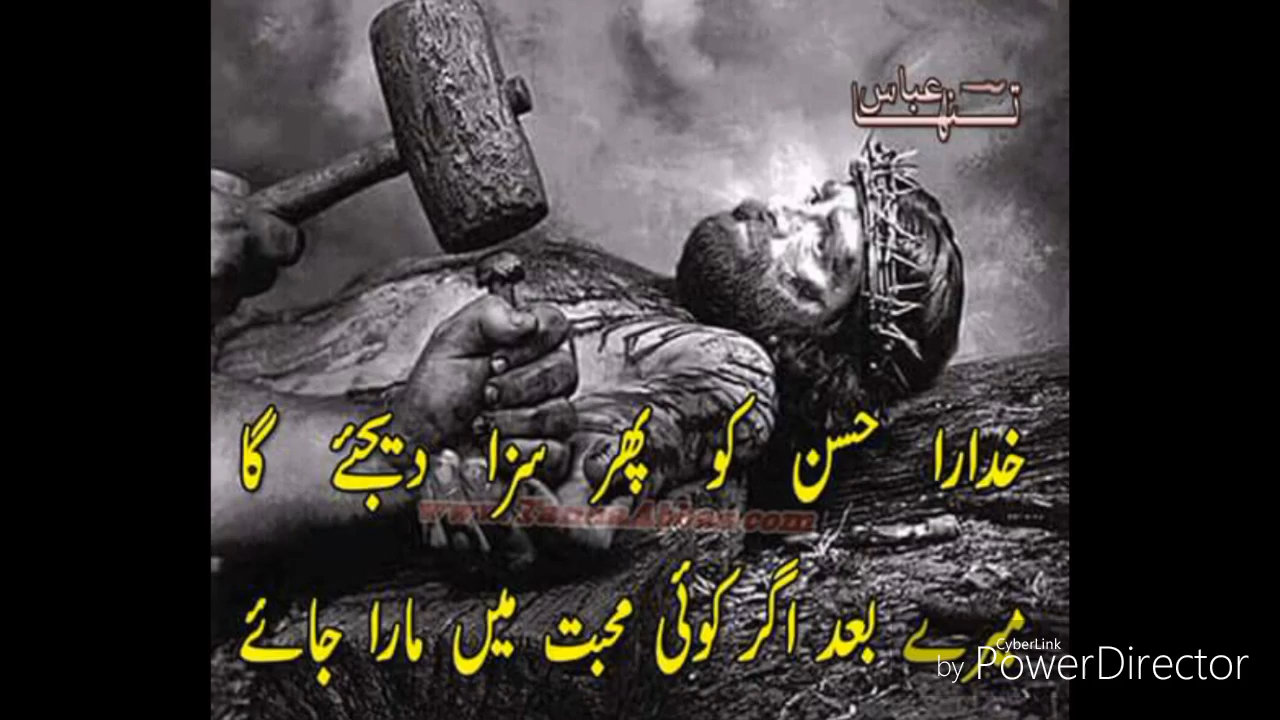 تنہا عباس
خدارا حسن کو پھر سزا دیجئے گا
میرے بعد اگر کوئی محبت میں مارا جائے
CyberLink
by PowerDirector